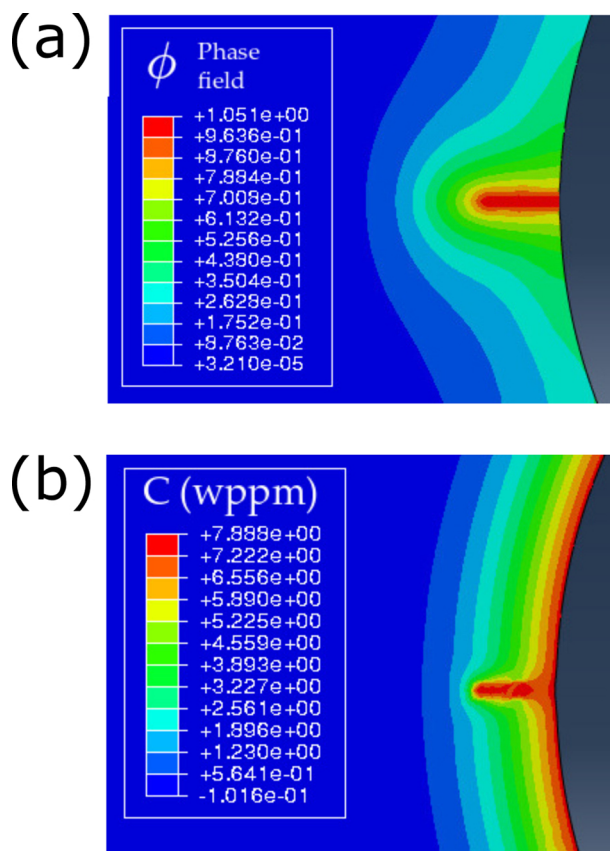 (a)
ϕ Phase
field
+1.051e+00
+9.636e-01
+8.760e-01
+7.884e-01
+7.008e-01
+6.132e-01
+5.256e-01
+4.380e-01
+3.504e-01
+2.628e-01
+1.752e-01
+8.763e-02
+3.210e-05
(b)
C (wppm)
+7.888e+00
+7.222e+00
+6.556e+00
+5.890e+00
+5.225e+00
+4.559e+00
+3.893e+00
+3.227e+00
+2.561e+00
+1.896e+00
+1.230e+00
+5.641e-01
-1.016e-01